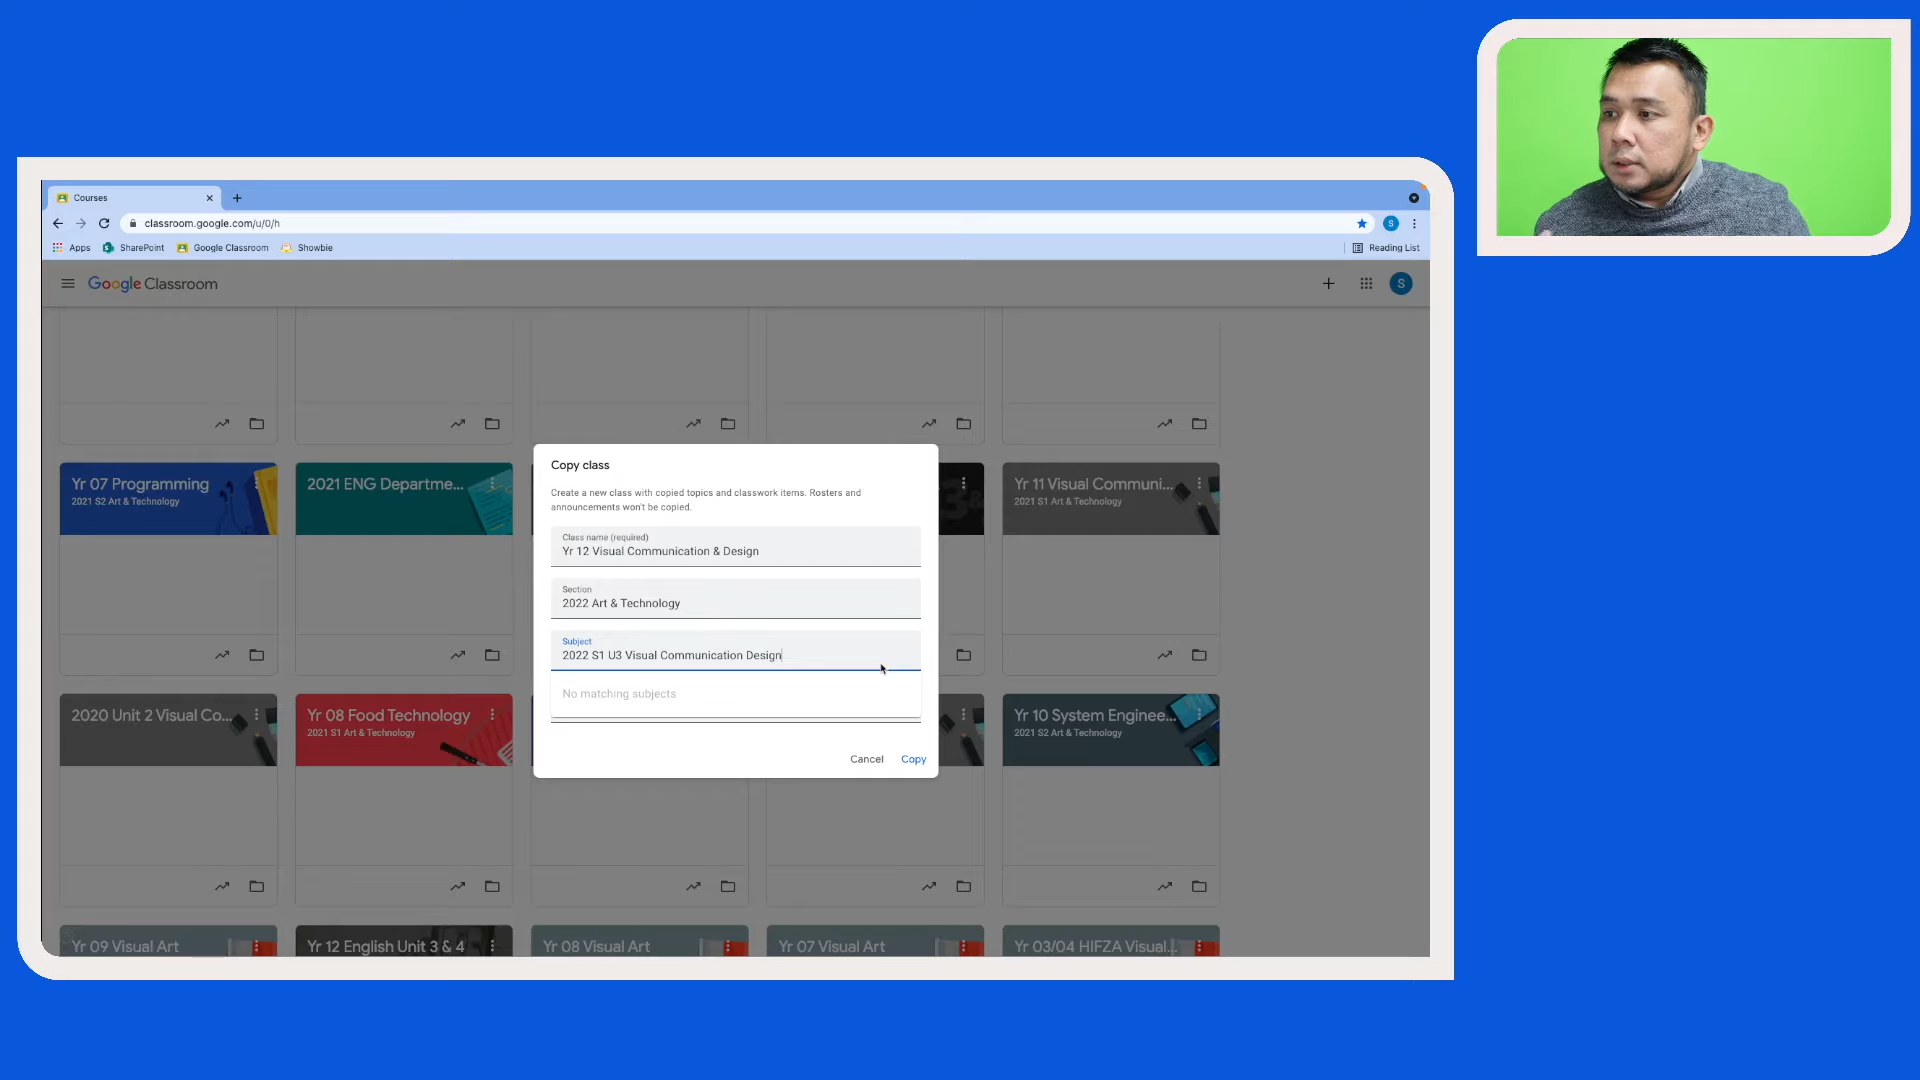 Courses
classroom.google.com/u/0/h
Apps
SharePoint
Google Classroom
Showbie
Reading List
Google Classroom
S
S
Yr 07 Programming
2021 S2 Art & Technology
2021 ENG Departme...
Yr 11 Visual Communi...
2021 S1 Art & Technology
Copy class
Create a new class with copied topics and classwork items. Rosters and
announcements won't be copied.
Class name (required)
Yr 12 Visual Communication & Design
Section
2022 Art & Technology
Subject
2022 S1 U3 Visual Communication Design
No matching subjects
Cancel
Copy
2020 Unit 2 Visual Co...
Yr 08 Food Technology
2021 S1 Art & Technology
Yr 10 System Enginee...
2021 S2 Art & Technology
Yr 09 Visual Art
Yr 12 English Unit 3 & 4
Yr 08 Visual Art
Yr 07 Visual Art
Yr 03/04 HIFZA Visual...